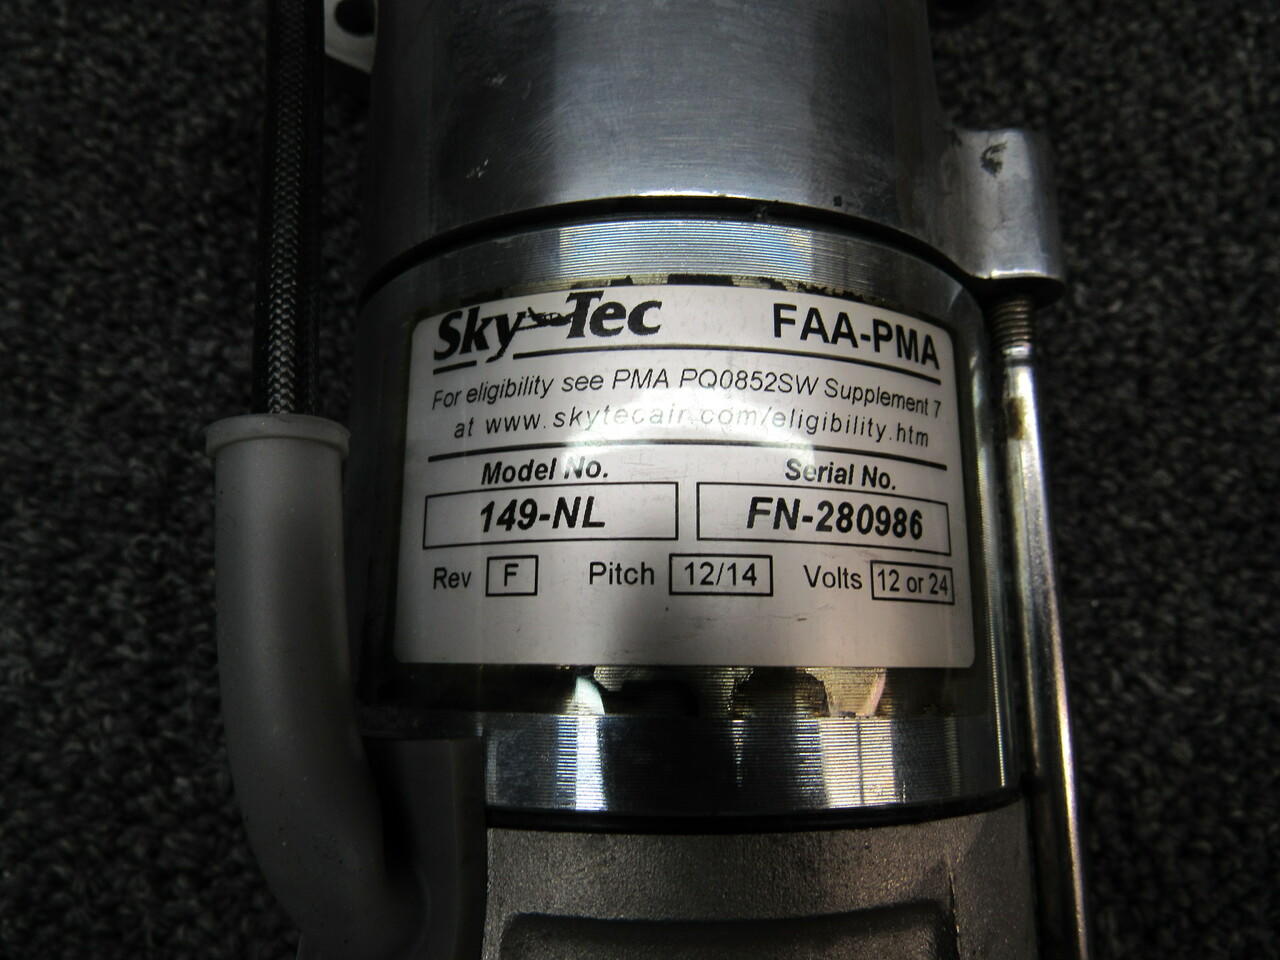 Sky-Tec FAA-PMA
For eligibility see PMA PQ0852SW Supplement 7
at www.skytecair.com/eligibility.htm
Model No. Serial No.
149-NL FN-280986
Rev F Pitch 12/14 Volts 12 or 24